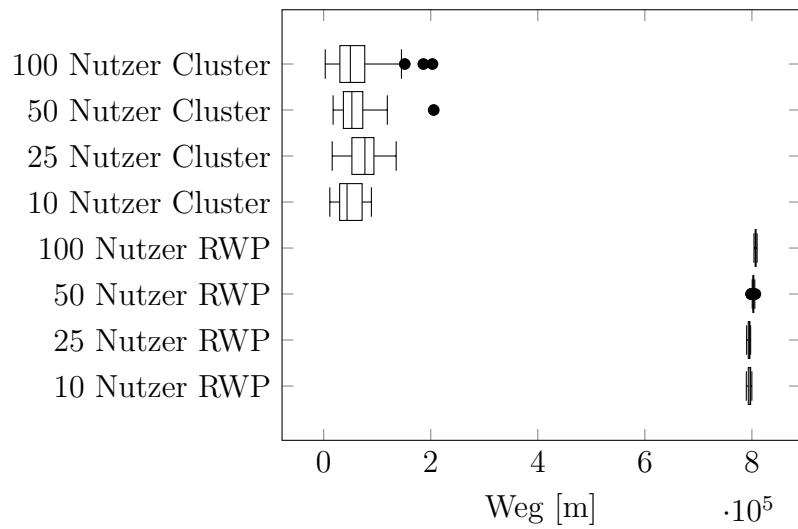 100 Nutzer Cluster
50 Nutzer Cluster
25 Nutzer Cluster
10 Nutzer Cluster
100 Nutzer RWP
50 Nutzer RWP
25 Nutzer RWP
10 Nutzer RWP
0 2 4 6 8
Weg [m] ·10⁵